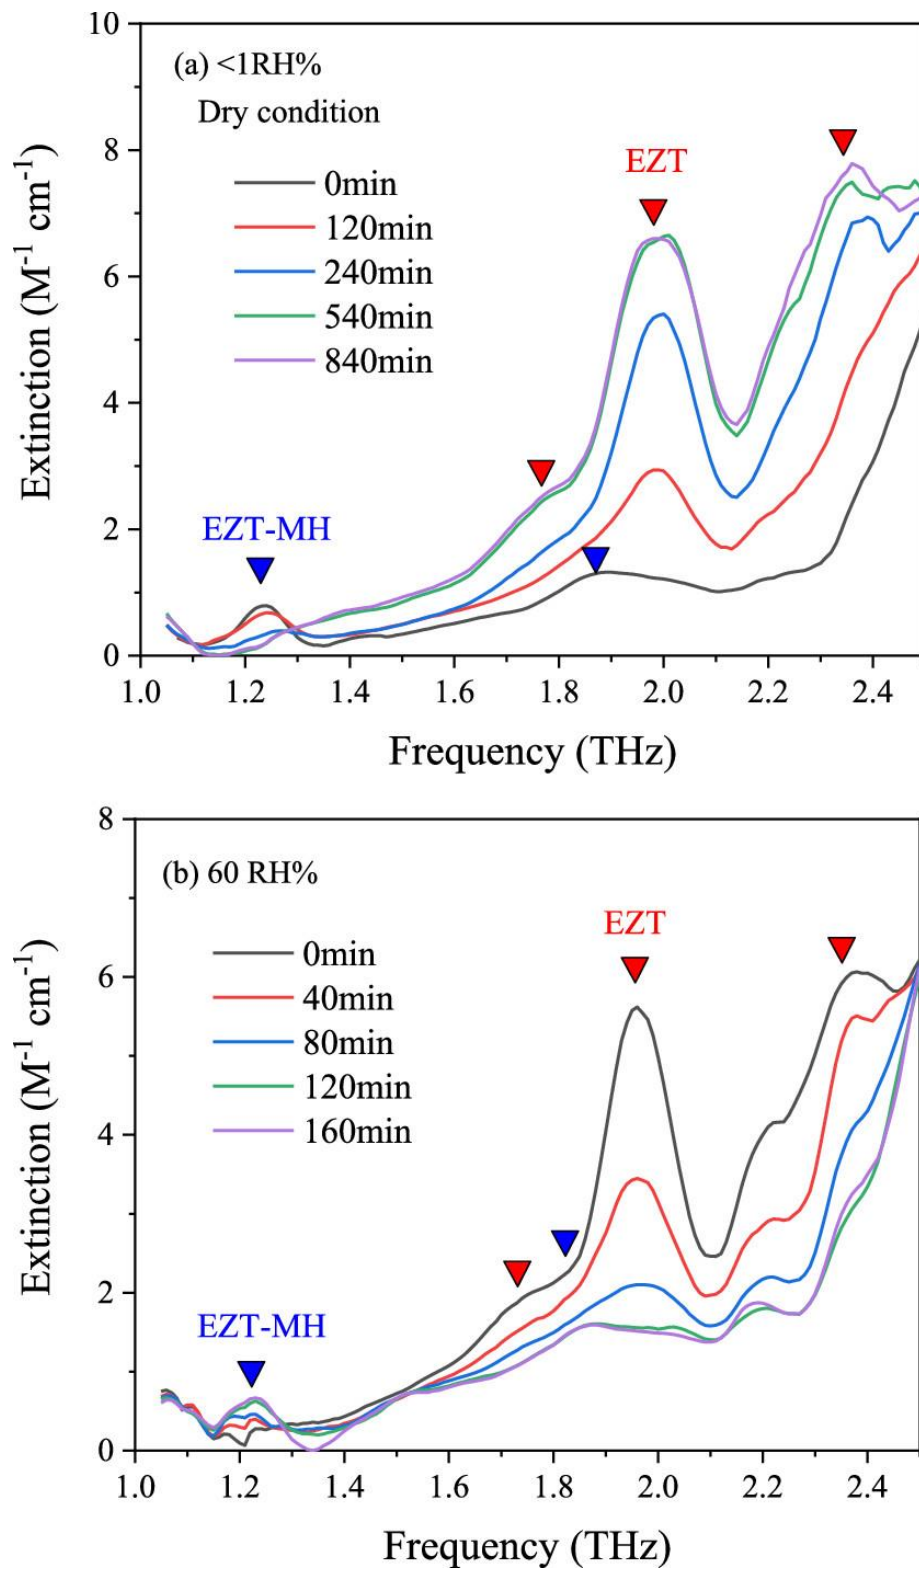 10
(a) <1RH%
Dry condition
8
EZT
0min
120min
6
240min
540min
840min
4
Extinction (M⁻¹ cm⁻¹)
2
EZT-MH
0
1.0 1.2 1.4 1.6 1.8 2.0 2.2 2.4
Frequency (THz)
8
(b) 60 RH%
EZT
0min
6
40min
80min
120min
160min
4
Extinction (M⁻¹ cm⁻¹)
2
EZT-MH
0
1.0 1.2 1.4 1.6 1.8 2.0 2.2 2.4
Frequency (THz)